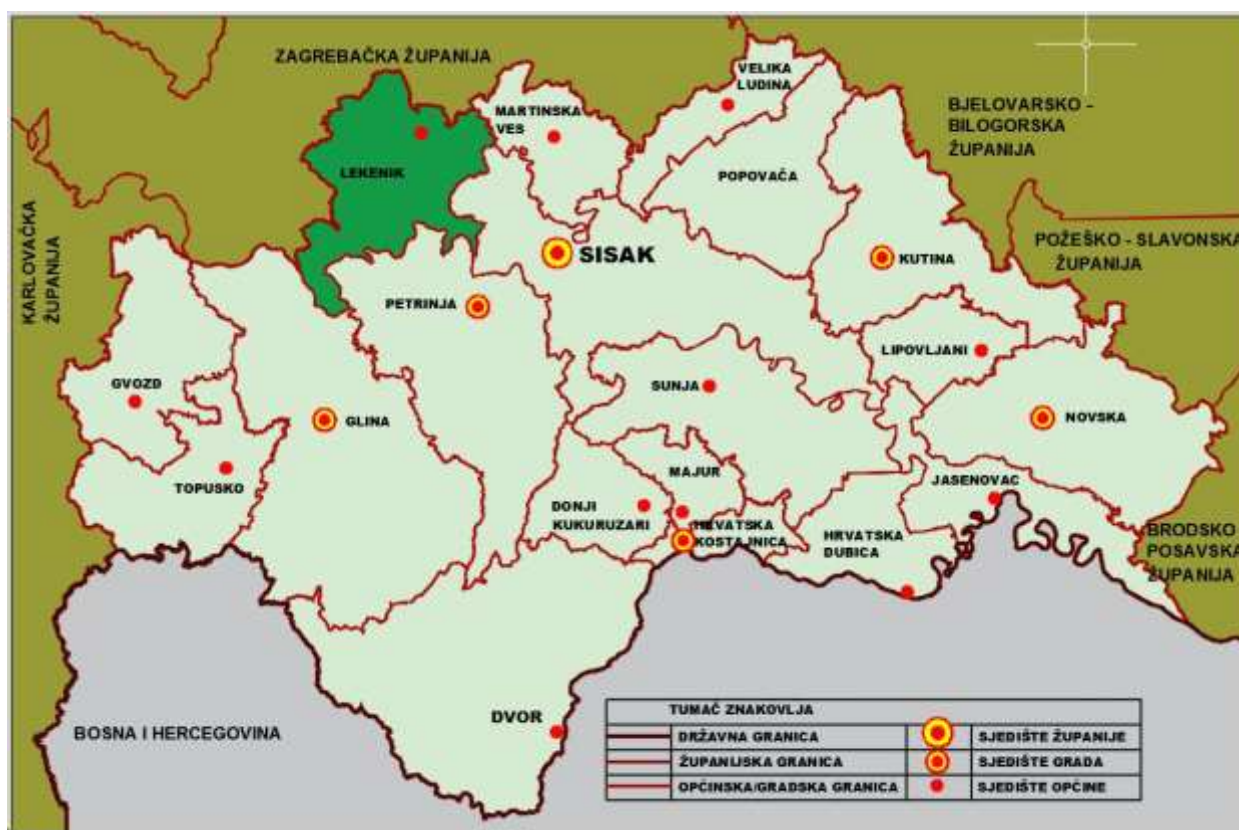 ZAGREBAČKA ŽUPANIJA
VELIKA
LUDINA
MARTINSKA
VES
BJELOVARSKO -
BILOGORSKA
ŽUPANIJA
LEKENIK
POPOVAČA
KARLOVAČKA
ŽUPANIJA
SISAK
KUTINA
POŽEŠKO - SLAVONSKA
ŽUPANIJA
PETRINJA
LIPOVLJANI
GVOZD
SUNJA
GLINA
NOVSKA
MAJUR
TOPUSKO
JASENOVAC
DONJI
KUKURUZARI
HRVATSKA
KOSTAJNICA
HRVATSKA
DUBICA
BRODSKO
POSAVSKA
ŽUPANIJA
DVOR
BOSNA I HERCEGOVINA
TUMAČ ZNAKOVLJA
DRŽAVNA GRANICA
SJEDIŠTE ŽUPANIJE
ŽUPANIJSKA GRANICA
SJEDIŠTE GRADA
OPĆINSKA/GRADSKA GRANICA
SJEDIŠTE OPĆINE